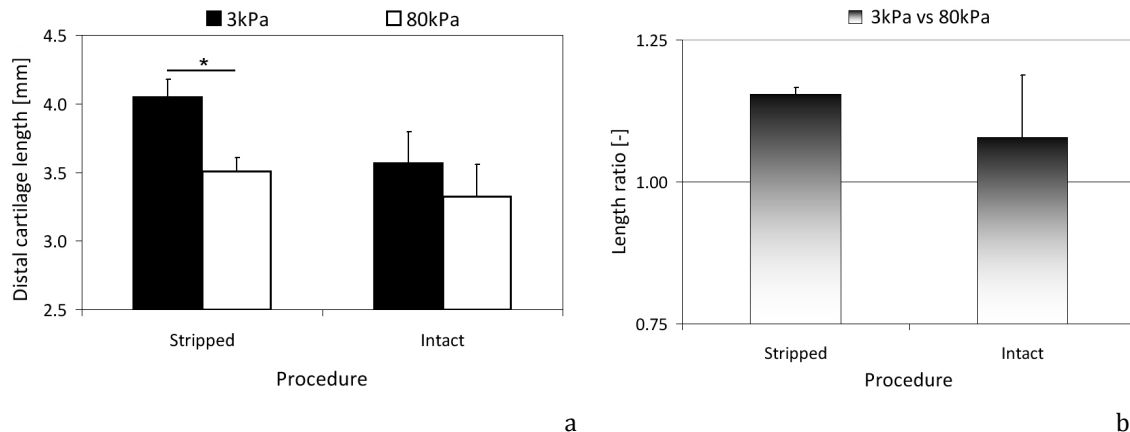 3kPa 80kPa
Distal cartilage length [mm]
4.5
4.0
3.5
3.0
2.5
*
Stripped Intact
Procedure
a
3kPa vs 80kPa
Length ratio [-]
1.25
1.00
0.75
Stripped Intact
Procedure
b